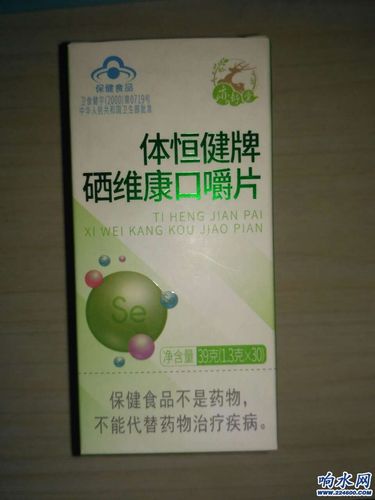 保健食品
卫食健字(2000)第0719号
中华人民共和国卫生部批准
体恒健牌
硒维康口嚼片
TI HENG JIAN PAI
XI WEI KANG KOU JIAO PIAN
Se
净含量 39克(1.3克×30)
保健食品不是药物,
不能代替药物治疗疾病。
响水网
www.224600.com